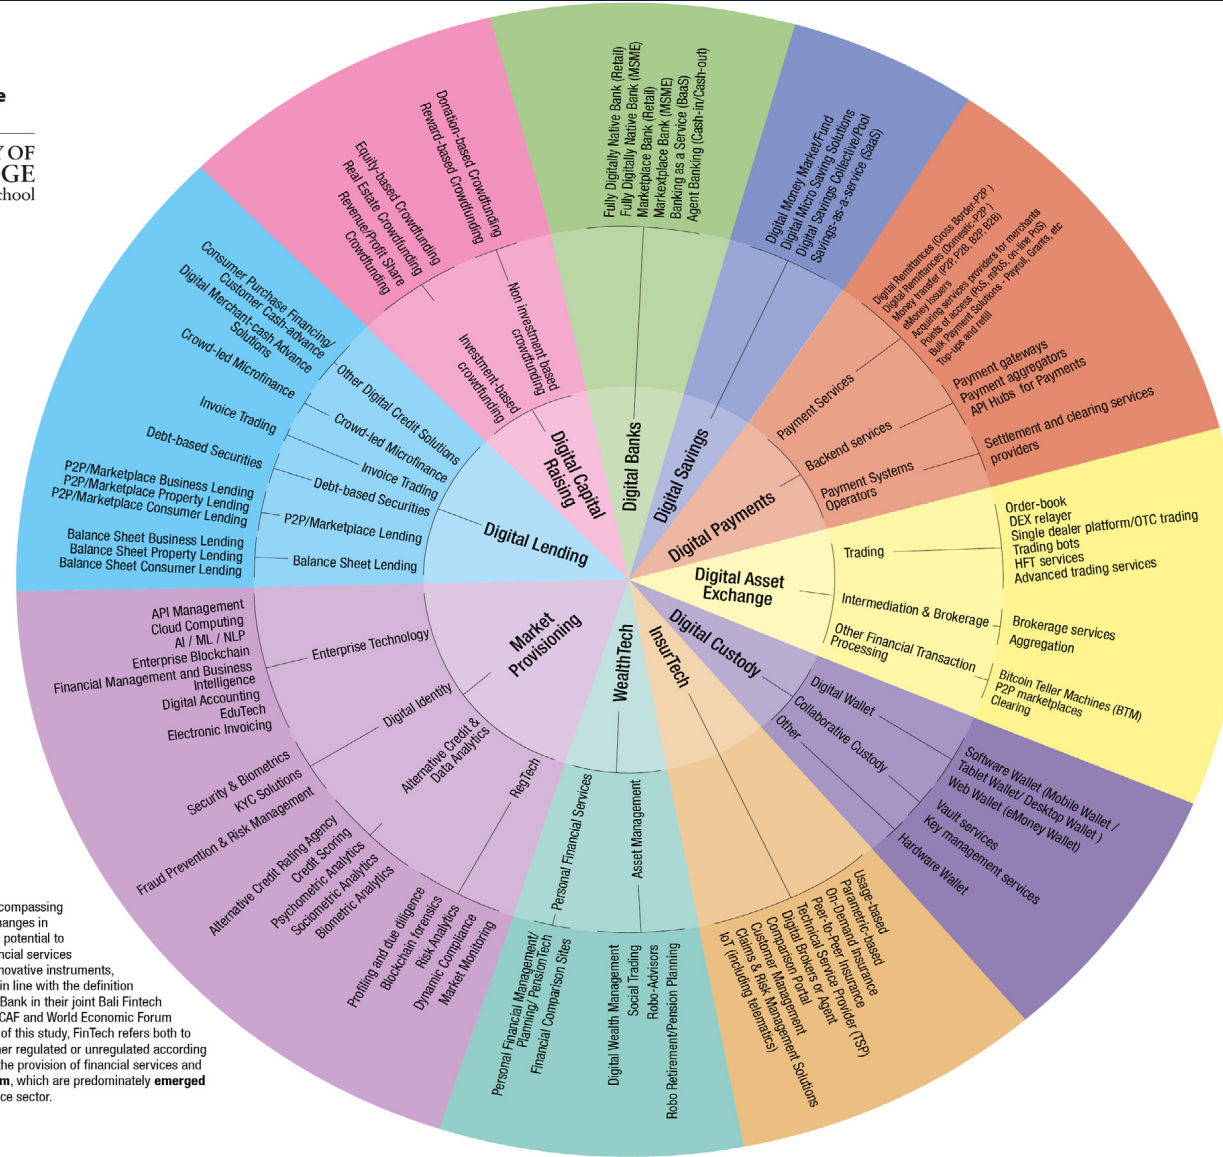 e
Y OF
GE
chool
Donation-based Crowdfunding
Reward-based Crowdfunding
Equity-based Crowdfunding
Real Eeate Crowdfunding
Revenue/Profit Share
Crowdfunding
Non investment based
crowdfunding
Investment-based
crowdfunding
Digital Capital
Raising
Fully Digitally Native Bank (Retail)
Fully Digitally Native Bank (MSME)
Marketplace Bank (Retail)
Markextplace Bank (MSME)
Banking as a Service (BaaS)
Agent Banking (Cash-in/Cash-out)
Digital Banks
Digital Money Market/Fund
Digital Micro Saving Solutions
Digital Savings Collective/Pool
Savings-as-a-service (SaaS)
Digital Savings
Digital Remittances (Cross Border-P2P )
Digital Remittances (Domestic-P2P )
Money transfer (P2P, P2B, B2P, B2B)
eMoney issuers
Acquiring services providers for merchants
Points of access (PoS, mPoS, on-line PoS)
Bulk Payment Solutions - Payroll, Grants, etc
Top-ups and refill
Payment gateways
Payment aggregators
API Hubs for Payments
Settlement and clearing services
providers
Payment Services
Backend services
Payment Systems
Operators
Digital Payments
Order-book
DEX relayer
Single dealer platform/OTC trading
Trading bots
HFT services
Advanced trading services
Brokerage services
Aggregation
Bitcoin Teller Machines (BTM)
P2P marketplaces
Clearing
Trading
Intermediation & Brokerage
Other Financial Transaction
Processing
Digital Asset
Exchange
Digital Custody
Digital Wallet
Collaborative Custody
Other
Software Wallet (Mobile Wallet /
Tablet Wallet/ Desktop Wallet )
Web Wallet (eMoney Wallet)
Vault services
Key management services
Hardware Wallet
InsurTech
Usage-based
Parametric-based
On-Demand Insurance
Peer-to-Peer Insurance
Technical Service Provider (TSP)
Digital Brokers or Agent
Comparison Portal
Customer Management
Claims & Risk Management Solutions
IoT (including telematics)
WealthTech
Personal Financial Services
Asset Management
Personal Financial Management/
Planning/ PensionTech
Financial Comparison Sites
Digital Wealth Management
Social Trading
Robo-Advisors
Robo Retirement/Pension Planning
Market
Provisioning
Enterprise Technology
Digital Identity
Alternative Credit &
Data Analytics
RegTech
API Management
Cloud Computing
AI / ML / NLP
Enterprise Blockchain
Financial Management and Business
Intelligence
Digital Accounting
EduTech
Electronic Invoicing
Security & Biometrics
KYC Solutions
Fraud Prevention & Risk Management
Alternative Credit Rating Agency
Credit Scoring
Psychometric Analytics
Sociometric Analytics
Biometric Analytics
Profiling and due diligence
Blockchain forensics
Risk Analytics
Dynamic Compliance
Market Monitoring
Digital Lending
Other Digital Credit Solutions
Crowd-led Microfinance
Invoice Trading
Debt-based Securities
P2P/Marketplace Lending
Balance Sheet Lending
Consumer Purchase Financing/
Customer Cash-advance
Digital Merchant-cash Advance
Solutions
Crowd-led Microfinance
Invoice Trading
Debt-based Securities
P2P/Marketplace Business Lending
P2P/Marketplace Property Lending
P2P/Marketplace Consumer Lending
Balance Sheet Business Lending
Balance Sheet Property Lending
Balance Sheet Consumer Lending
compassing
anges in
potential to
ncial services
novative instruments,
in line with the definition
Bank in their joint Bali Fintech
CAF and World Economic Forum
of this study, FinTech refers both to
her regulated or unregulated according
the provision of financial services and
m, which are predominately emerged
ce sector.